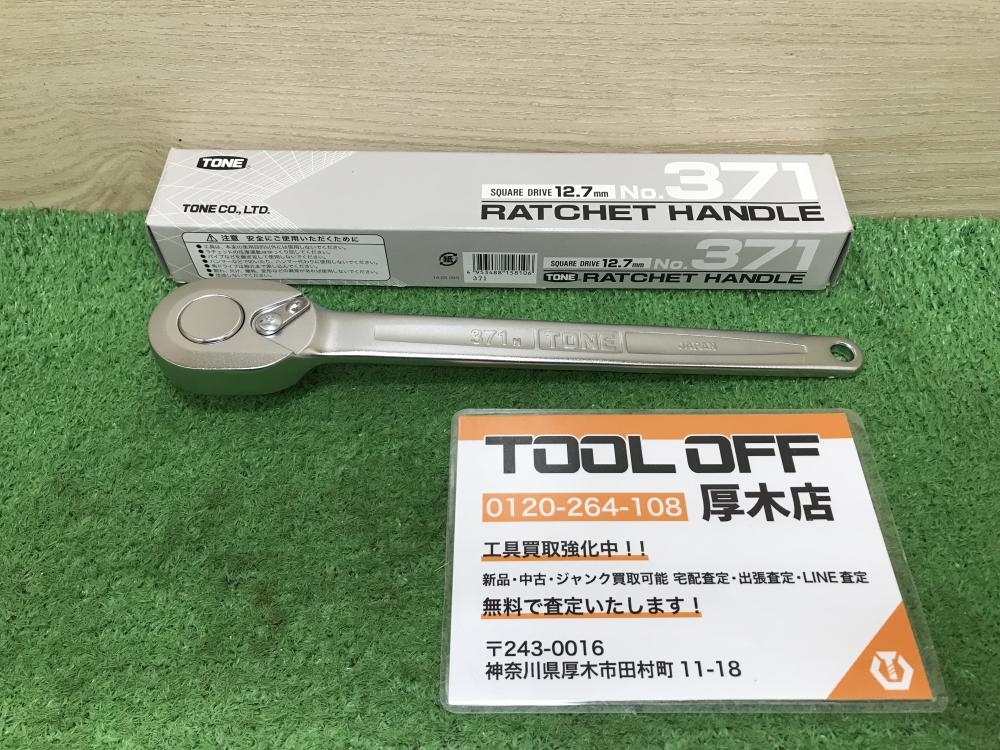 TONE
TONE CO., LTD.
SQUARE DRIVE 12.7mm No. 371
RATCHET HANDLE
注意 安全にご使用いただくために
4 953488 158106
371
SQUARE DRIVE 12.7mm No. 371
TONE RATCHET HANDLE
371 TONE JAPAN
TOOL OFF
0120-264-108 厚木店
工具買取強化中！！
新品・中古・ジャンク買取可能 宅配査定・出張査定・LINE査定
無料で査定いたします！
〒243-0016
神奈川県厚木市田村町 11-18